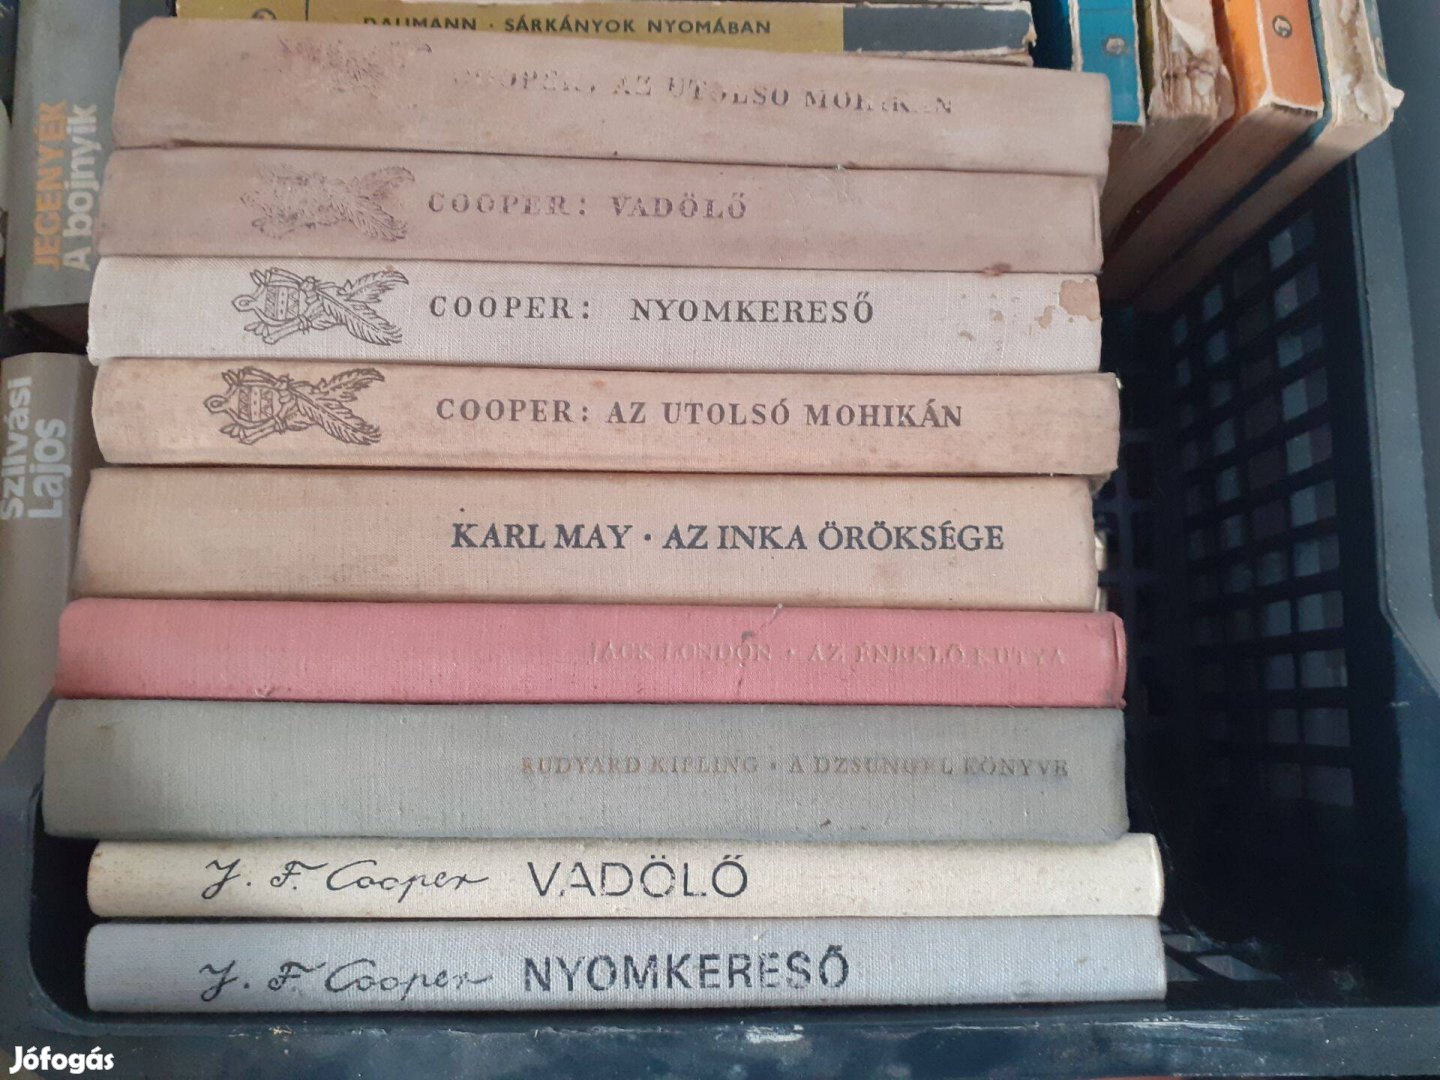 DAUMANN · SÁRKÁNYOK NYOMÁBAN
COOPER: AZ UTOLSÓ MOHIKÁN
COOPER: VADÖLŐ
COOPER: NYOMKERESŐ
COOPER: AZ UTOLSÓ MOHIKÁN
KARL MAY · AZ INKA ÖRÖKSÉGE
JACK LONDON · AZ ÉNEKLŐ KUTYA
RUDYARD KIPLING · A DZSUNGEL KÖNYVE
J. F. Cooper VADÖLŐ
J. F. Cooper NYOMKERESŐ
JEGENYÉK
A bojnyik
Szilvási
Lajos
Jófogás